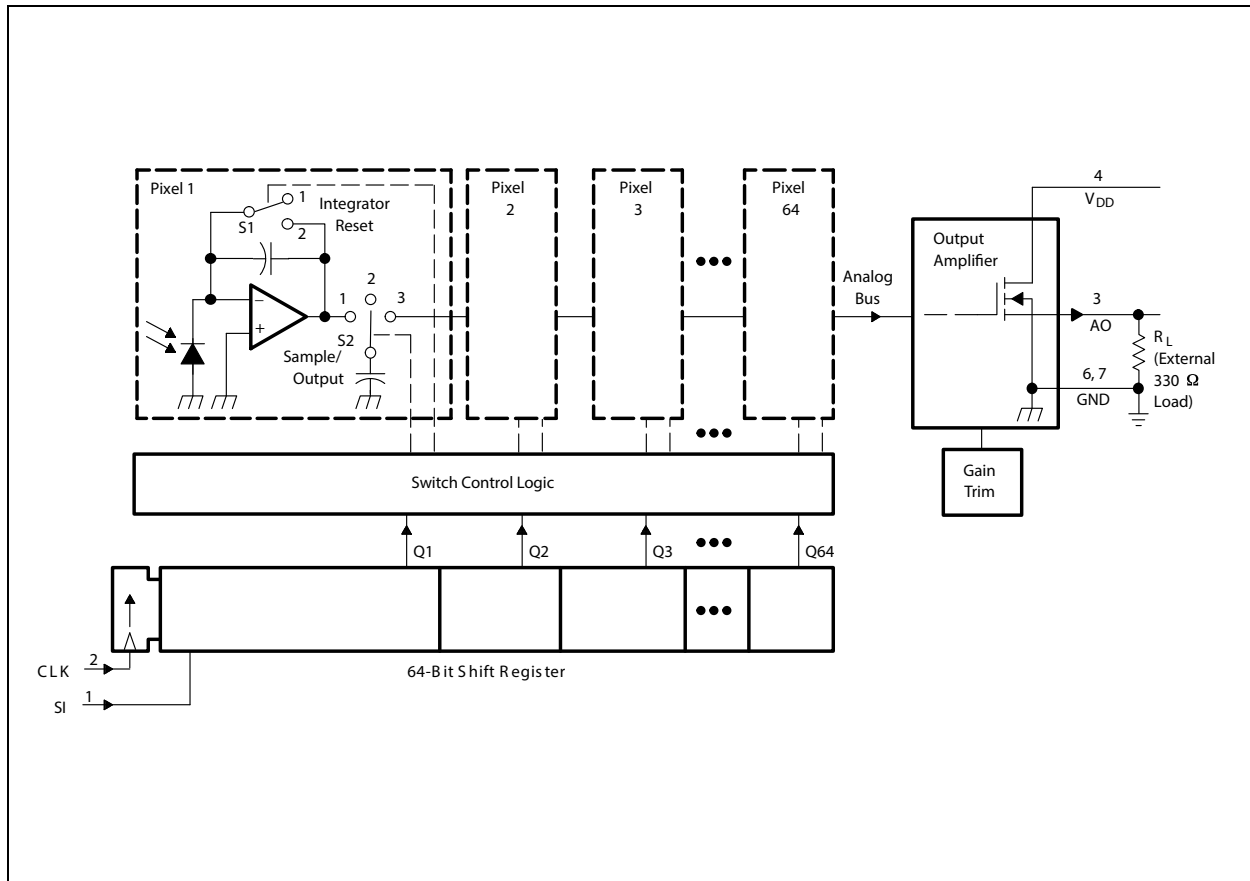 Pixel 1
S1
1
2
Integrator
Reset
−
+
1
2
3
S2
Sample/
Output
Pixel
2
Pixel
3
Pixel
64
Analog
Bus
Output
Amplifier
4
VDD
3
AO
RL
(External
330 Ω
Load)
6, 7
GND
Gain
Trim
Switch Control Logic
Q1
Q2
Q3
Q64
CLK
2
SI
1
64-Bit Shift Register